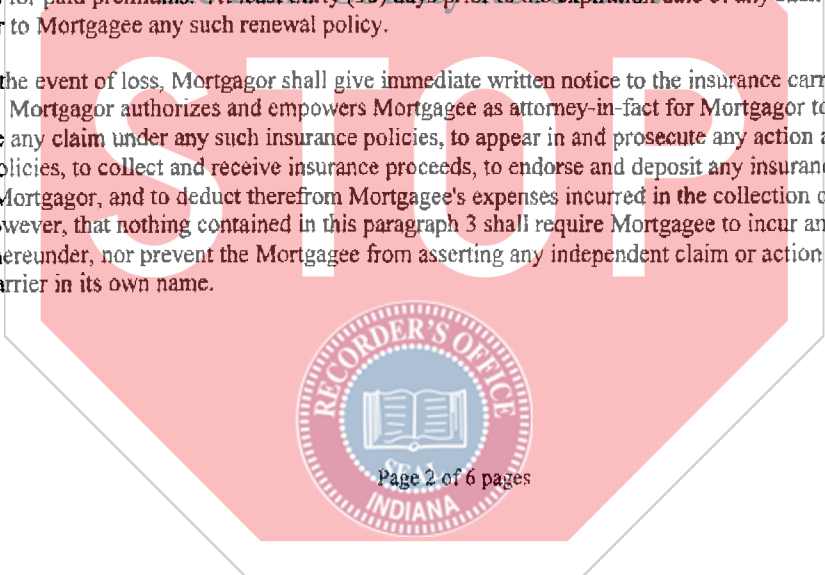 for paid premiums.
to Mortgagee any such renewal policy.
the event of loss, Mortgagor shall give immediate written notice to the insurance carr
Mortgagor authorizes and empowers Mortgagee as attorney-in-fact for Mortgagor to
any claim under any such insurance policies, to appear in and prosecute any action a
olicies, to collect and receive insurance proceeds, to endorse and deposit any insuranc
Mortgagor, and to deduct therefrom Mortgagee's expenses incurred in the collection o
wever, that nothing contained in this paragraph 3 shall require Mortgagee to incur an
ereunder, nor prevent the Mortgagee from asserting any independent claim or action
arrier in its own name.
STOP
RECORDER'S OFFICE
SEAL
Page 2 of 6 pages
INDIANA